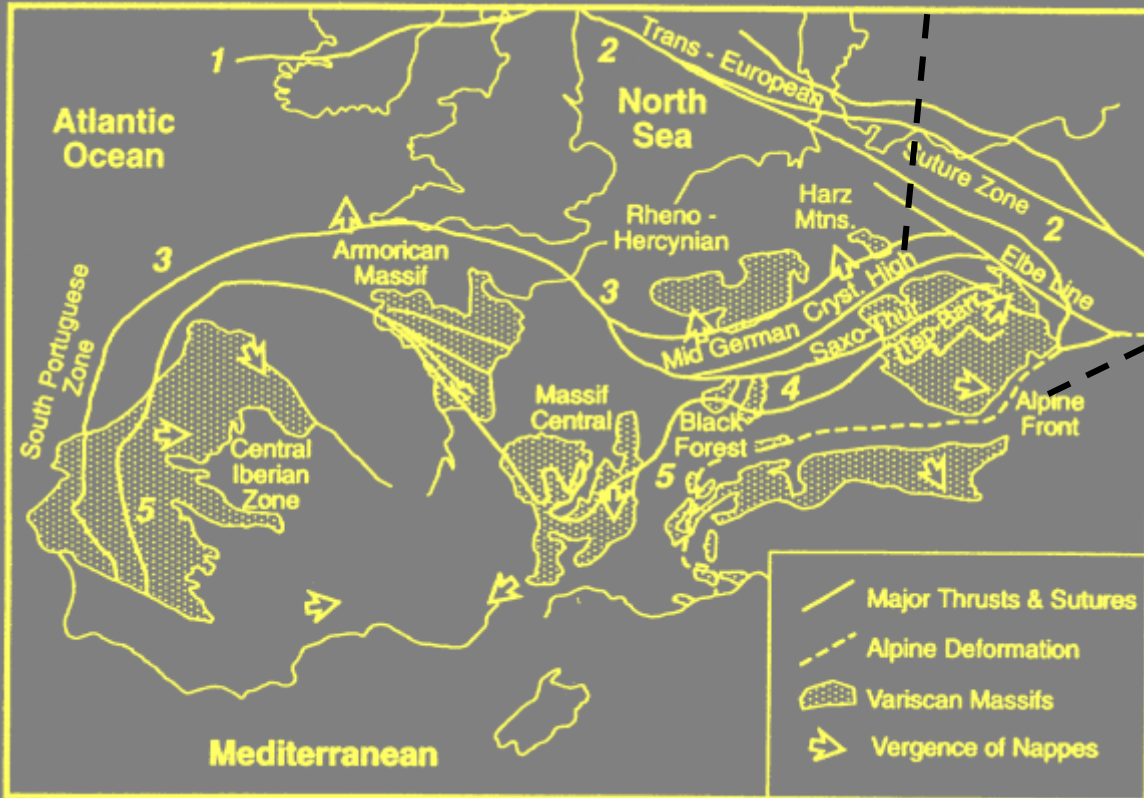 1
2
Trans - European
Suture Zone
2
North
Sea
Atlantic
Ocean
Harz
Mtns.
Rheno -
Hercynian
Armorican
Massif
3
3
Elbe Line
Mid German Cryst. High
Saxo-Thur
Tep-Barr
South Portuguese
Zone
4
Massif
Central
Black
Forest
Alpine
Front
Central
Iberian
Zone
5
5
Major Thrusts & Sutures
Alpine Deformation
Variscan Massifs
Vergence of Nappes
Mediterranean